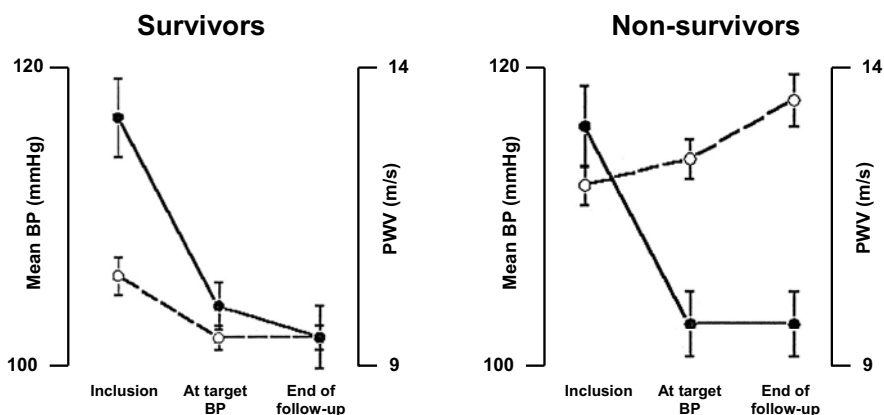 Survivors
120
14
Mean BP (mmHg)
PWV (m/s)
100
9
Inclusion
At target
BP
End of
follow-up
Non-survivors
120
14
Mean BP (mmHg)
PWV (m/s)
100
9
Inclusion
At target
BP
End of
follow-up